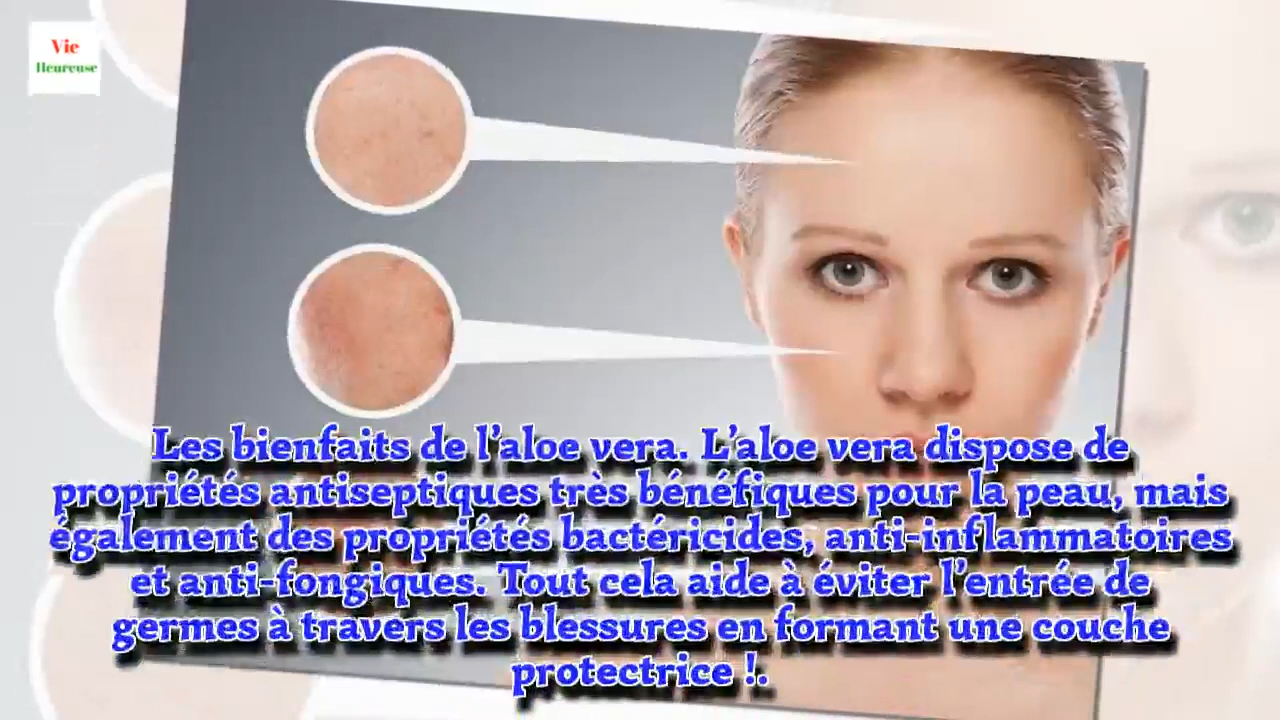 Vie
Heureuse
Les bienfaits de l'aloe vera. L'aloe vera dispose de
propriétés antiseptiques très bénéfiques pour la peau, mais
également des propriétés bactéricides, anti-inflammatoires
et anti-fongiques. Tout cela aide à éviter l'entrée de
germes à travers les blessures en formant une couche
protectrice !.